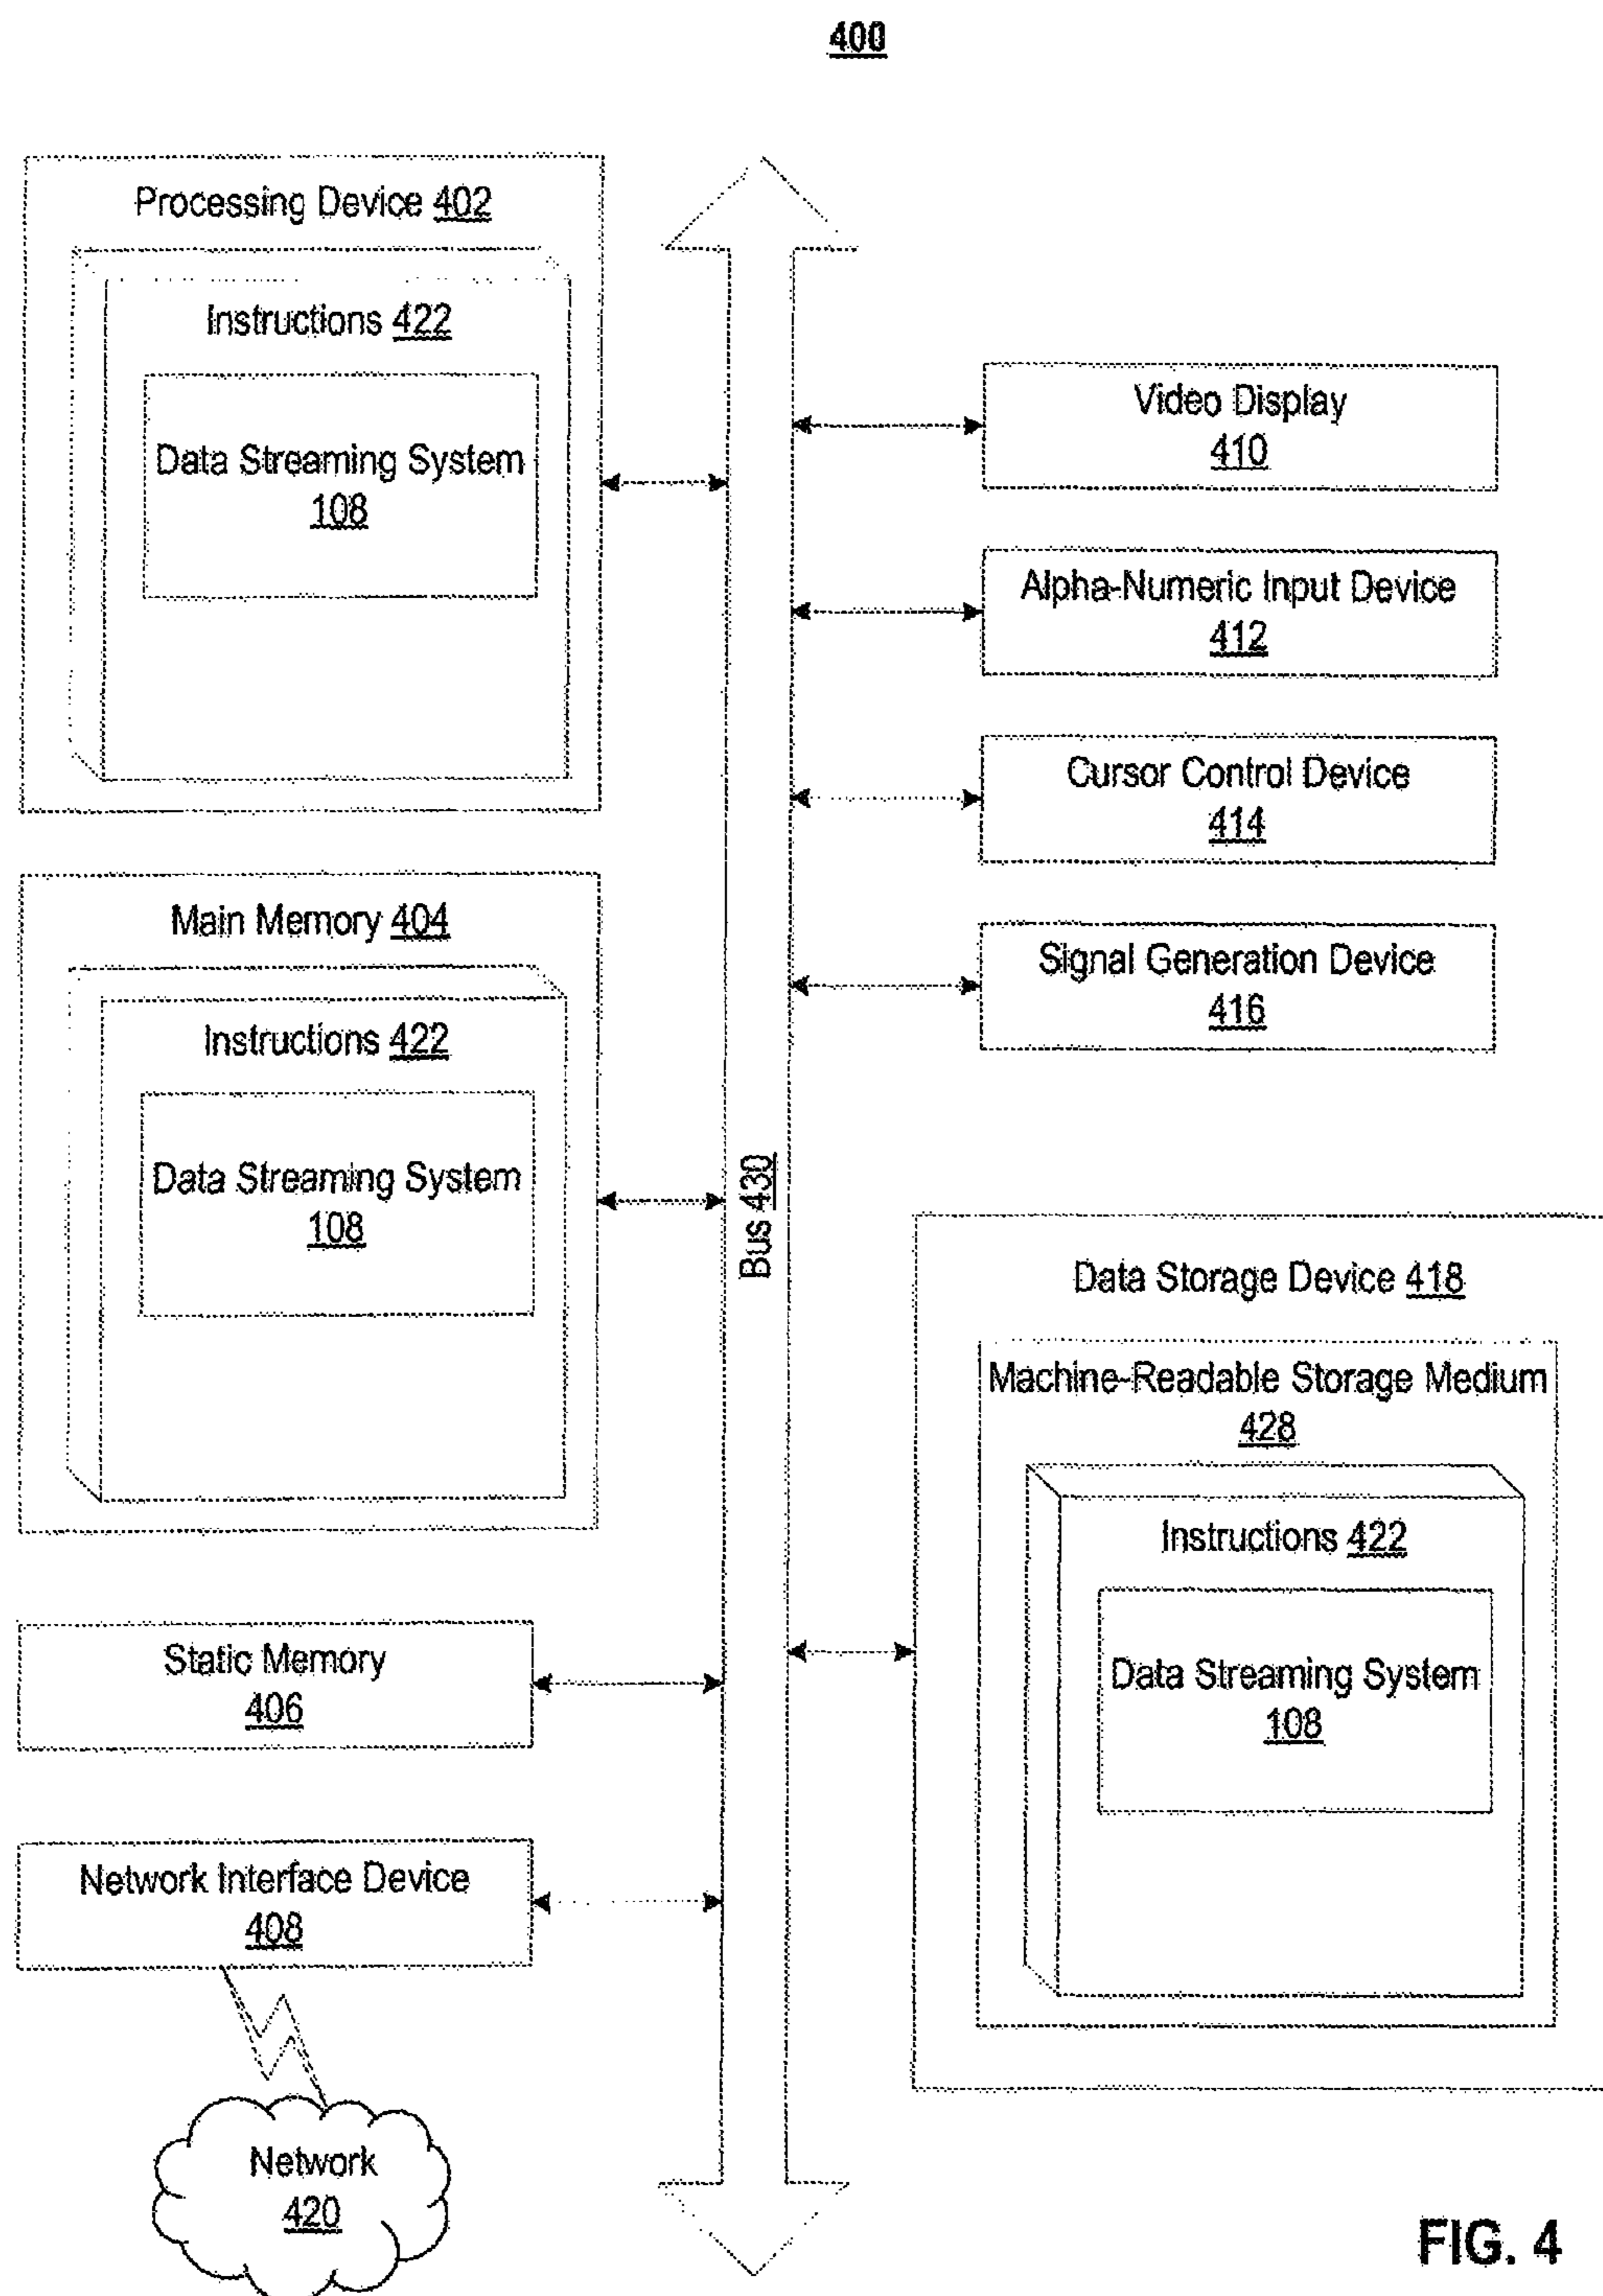 400
Processing Device 402
Instructions 422
Data Streaming System
108
Main Memory 404
Instructions 422
Data Streaming System
108
Static Memory
406
Network Interface Device
408
Network
420
Bus 430
Video Display
410
Alpha-Numeric Input Device
412
Cursor Control Device
414
Signal Generation Device
416
Data Storage Device 418
Machine-Readable Storage Medium
428
Instructions 422
Data Streaming System
108
FIG. 4